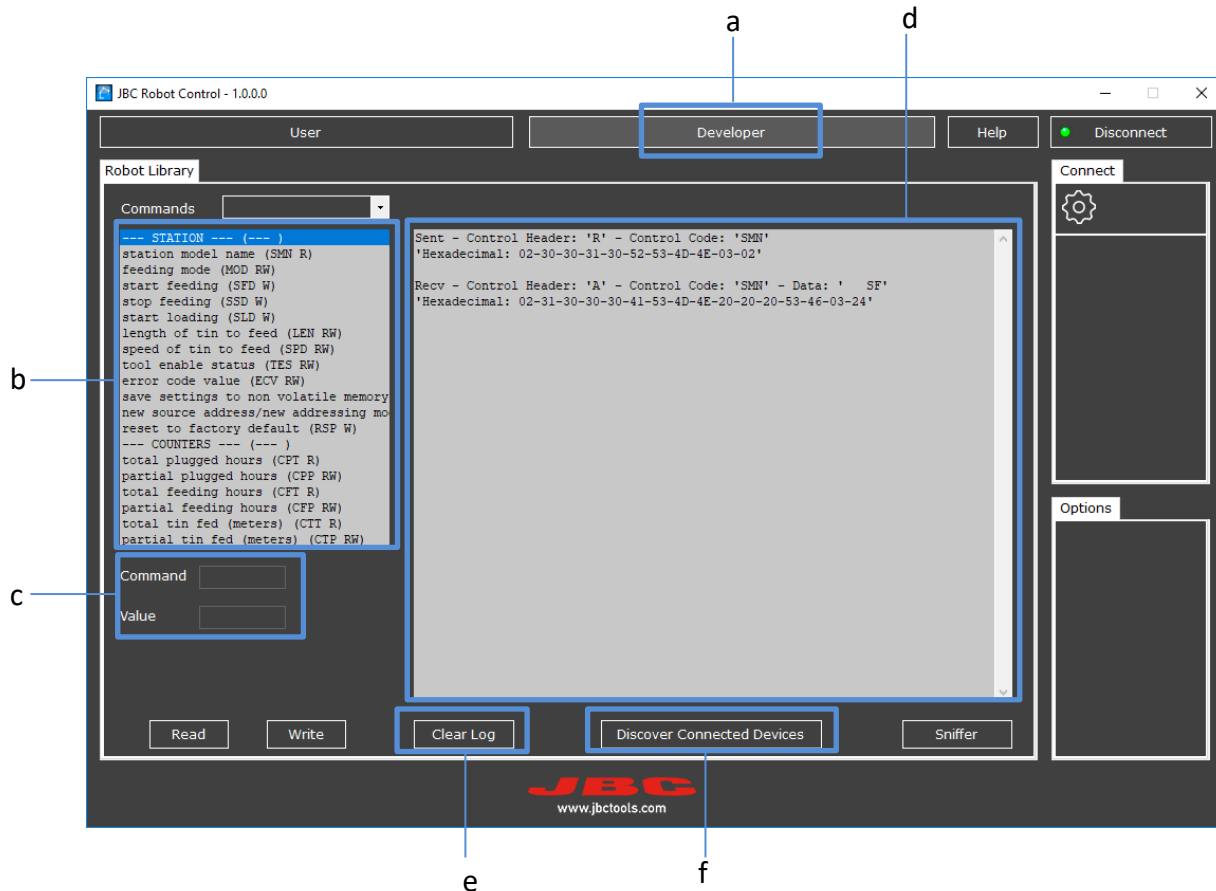 a
d
JBC Robot Control - 1.0.0.0
User
Developer
Help
Disconnect
Robot Library
Connect
Commands
--- STATION --- (--- )
station model name (SMN R)
feeding mode (MOD RW)
start feeding (SFD W)
stop feeding (SSD W)
start loading (SLD W)
length of tin to feed (LEN RW)
speed of tin to feed (SPD RW)
tool enable status (TES RW)
error code value (ECV RW)
save settings to non volatile memory
new source address/new addressing mo
reset to factory default (RSP W)
--- COUNTERS --- (--- )
total plugged hours (CPT R)
partial plugged hours (CPP RW)
total feeding hours (CFT R)
partial feeding hours (CFP RW)
total tin fed (meters) (CTT R)
partial tin fed (meters) (CTP RW)
Sent - Control Header: 'R' - Control Code: 'SMN'
'Hexadecimal: 02-30-30-31-30-52-53-4D-4E-03-02'
Recv - Control Header: 'A' - Control Code: 'SMN' - Data: '   SF'
'Hexadecimal: 02-31-30-30-30-41-53-4D-4E-20-20-20-53-46-03-24'
b
Options
c
Command
Value
Read
Write
Clear Log
Discover Connected Devices
Sniffer
JBC
www.jbctools.com
e
f